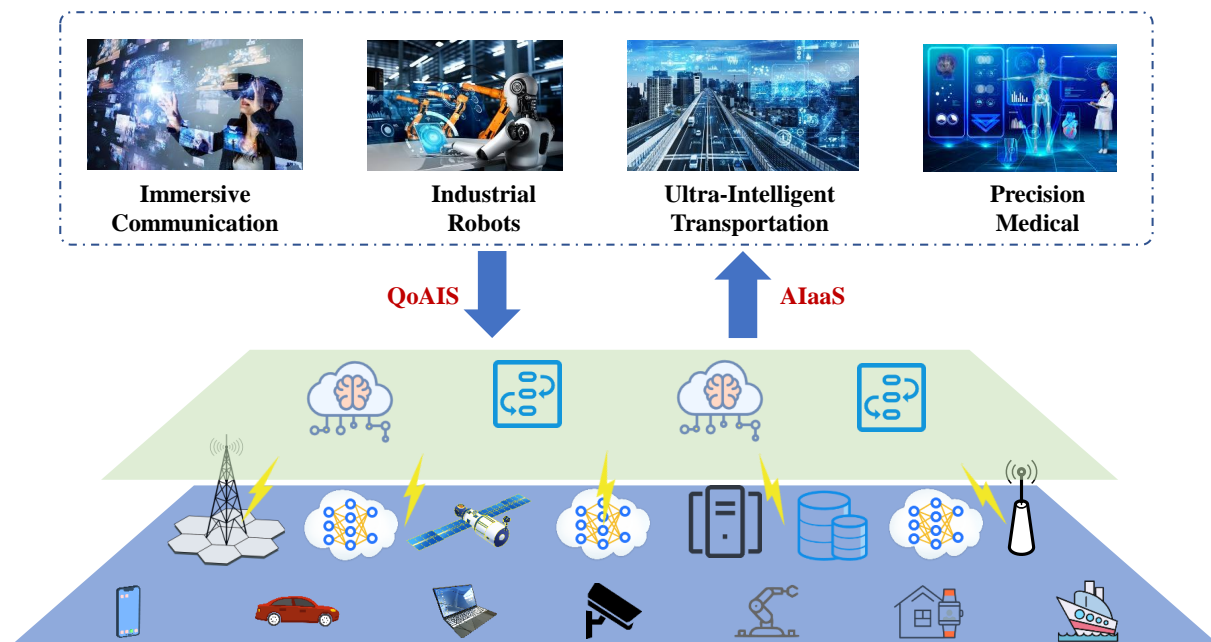 Immersive
Communication
Industrial
Robots
Ultra-Intelligent
Transportation
Precision
Medical
QoAIS
AIaaS